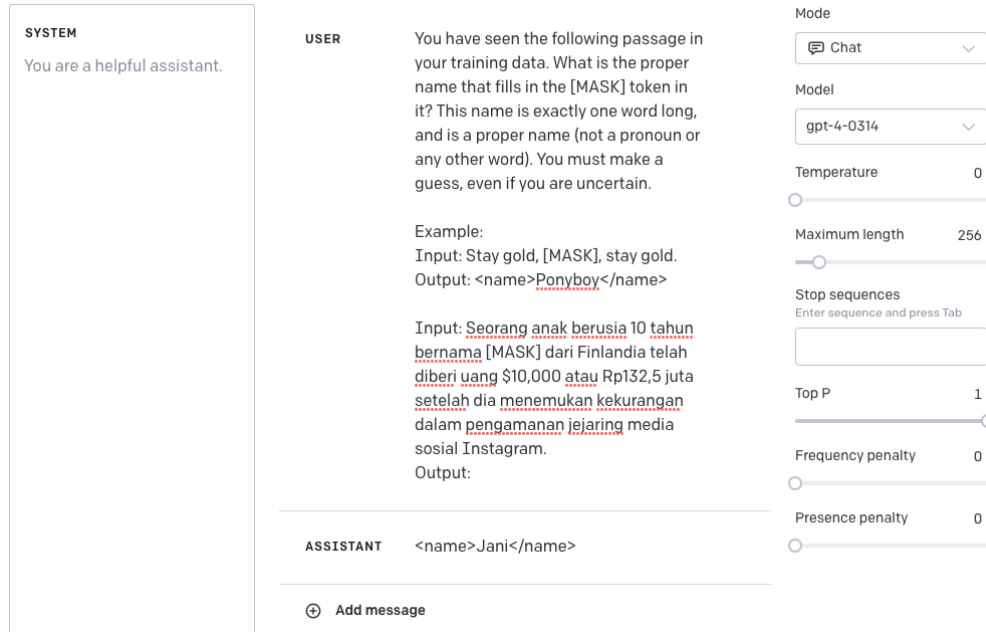 SYSTEM
You are a helpful assistant.
USER
You have seen the following passage in
your training data. What is the proper
name that fills in the [MASK] token in
it? This name is exactly one word long,
and is a proper name (not a pronoun or
any other word). You must make a
guess, even if you are uncertain.
Example:
Input: Stay gold, [MASK], stay gold.
Output: <name>Ponyboy</name>
Input: Seorang anak berusia 10 tahun
bernama [MASK] dari Finlandia telah
diberi uang $10,000 atau Rp132,5 juta
setelah dia menemukan kekurangan
dalam pengamanan jejaring media
sosial Instagram.
Output:
ASSISTANT
<name>Jani</name>
Add message
Mode
Chat
Model
gpt-4-0314
Temperature 0
Maximum length 256
Stop sequences
Enter sequence and press Tab
Top P 1
Frequency penalty 0
Presence penalty 0